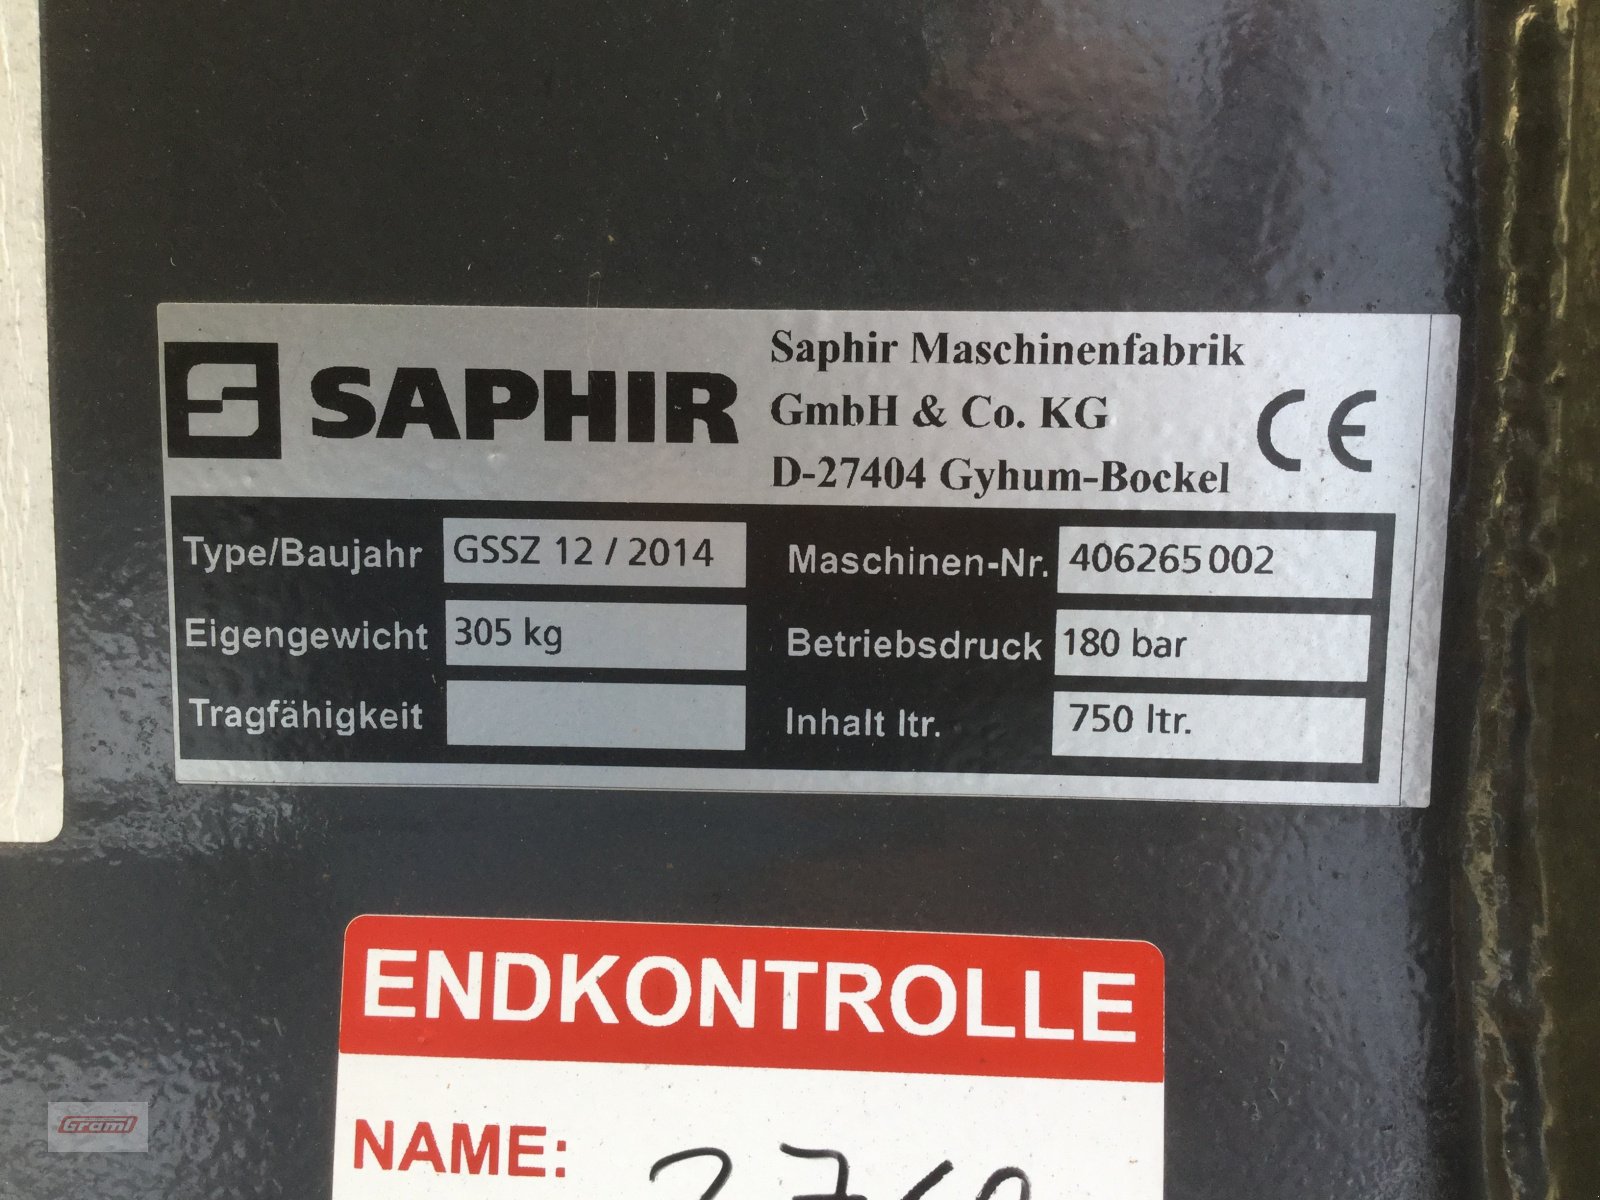 SAPHIR
Saphir Maschinenfabrik
GmbH & Co. KG
D-27404 Gyhum-Bockel
CE
Type/Baujahr GSSZ 12 / 2014
Maschinen-Nr. 406265002
Eigengewicht 305 kg
Betriebsdruck 180 bar
Tragfähigkeit
Inhalt ltr. 750 ltr.
ENDKONTROLLE
NAME:
Graml